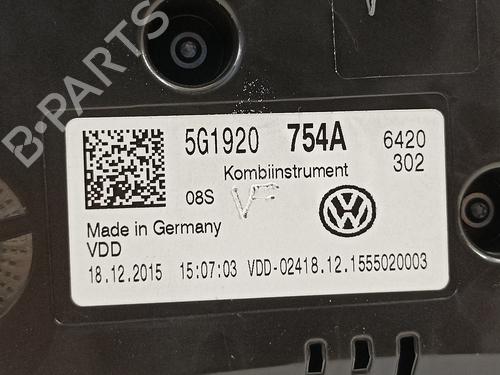 B-PARTS
5G1920 754A 6420
302
Kombiinstrument
08S VF
Made in Germany
VDD
18.12.2015 15:07:03 VDD-02418.12.1555020003